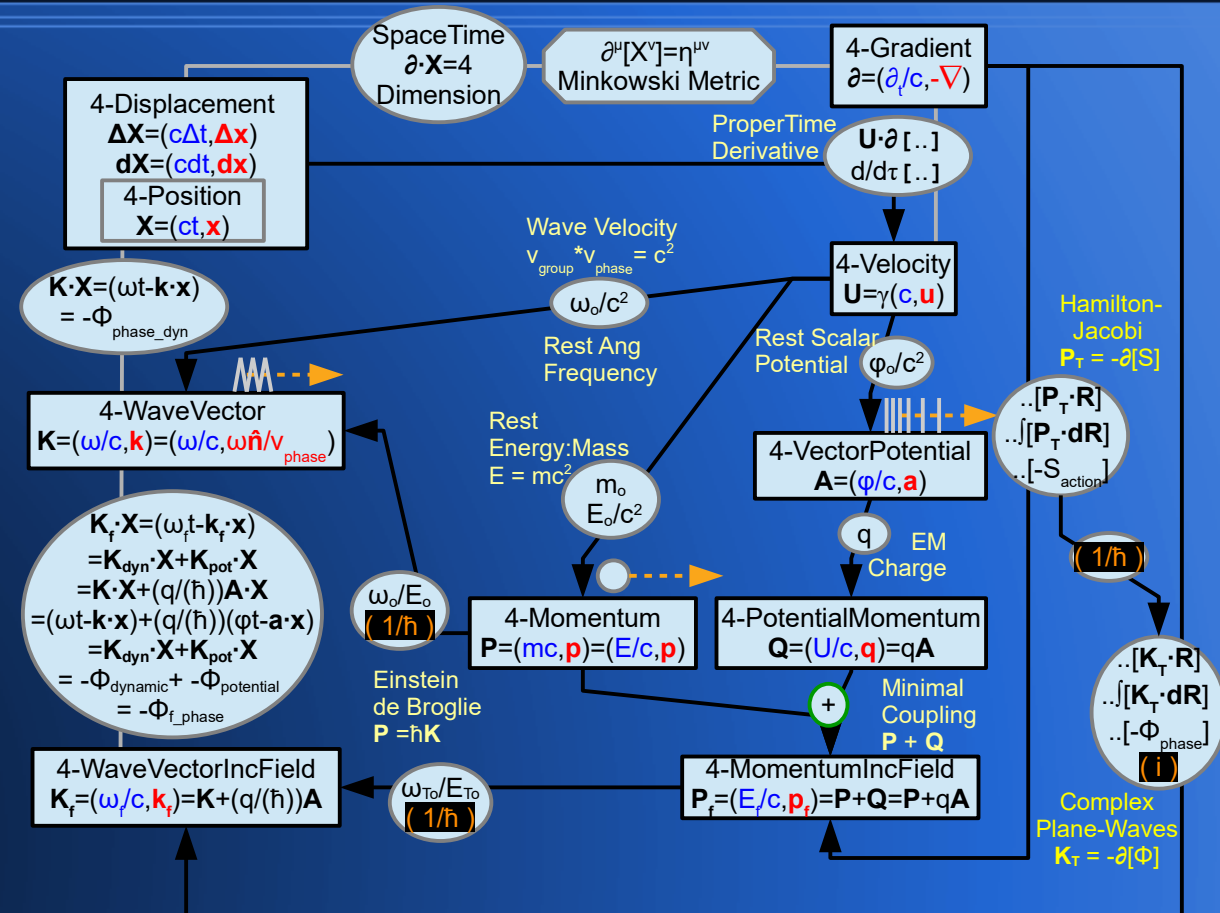 SpaceTime
∂·X=4
Dimension
∂^μ[X^ν]=η^μν
Minkowski Metric
4-Gradient
∂=(∂_t/c,-∇)
4-Displacement
ΔX=(cΔt,Δx)
dX=(cdt,dx)
4-Position
X=(ct,x)
ProperTime
Derivative
U·∂[..]
d/dτ[..]
Wave Velocity
v_group*v_phase = c²
4-Velocity
U=γ(c,u)
K·X=(ωt-k·x)
= -Φ_phase_dyn
ω_o/c²
Rest Ang
Frequency
Rest Scalar
Potential
φ_o/c²
Hamilton-
Jacobi
P_T = -∂[S]
4-WaveVector
K=(ω/c,k)=(ω/c,ωn̂/v_phase)
Rest
Energy:Mass
E = mc²
m_o
E_o/c²
4-VectorPotential
A=(φ/c,a)
..[P_T·R]
..∫[P_T·dR]
..[-S_action]
q
EM
Charge
(1/ħ)
K_f·X=(ω_ft-k_f·x)
=K_dyn·X+K_pot·X
=K·X+(q/(ħ))A·X
=(ωt-k·x)+(q/(ħ))(φt-a·x)
=K_dyn·X+K_pot·X
= -Φ_dynamic+ -Φ_potential
= -Φ_f_phase
ω_o/E_o
(1/ħ)
Einstein
de Broglie
P =ħK
4-Momentum
P=(mc,p)=(E/c,p)
4-PotentialMomentum
Q=(U/c,q)=qA
+
Minimal
Coupling
P + Q
..[K_T·R]
..∫[K_T·dR]
..[-Φ_phase]
(i)
Complex
Plane-Waves
K_T = -∂[Φ]
4-WaveVectorIncField
K_f=(ω_f/c,k_f)=K+(q/(ħ))A
ω_To/E_To
(1/ħ)
4-MomentumIncField
P_f=(E_f/c,p_f)=P+Q=P+qA